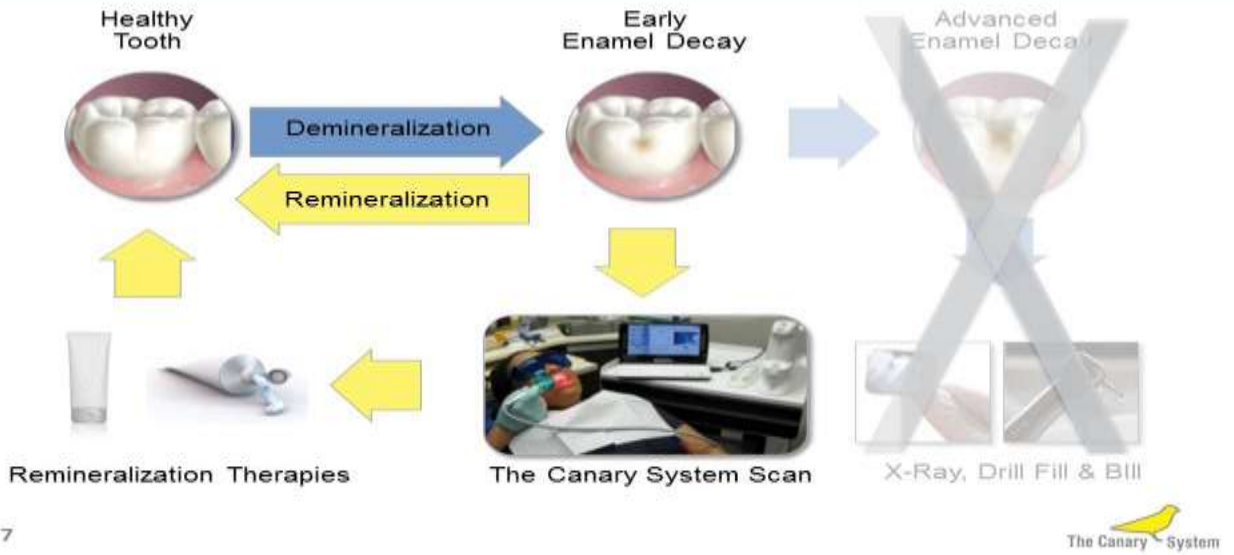 Healthy
Tooth
Early
Enamel Decay
Advanced
Enamel Decay
Demineralization
Remineralization
Remineralization Therapies
The Canary System Scan
X-Ray, Drill Fill & BIll
7
The Canary System